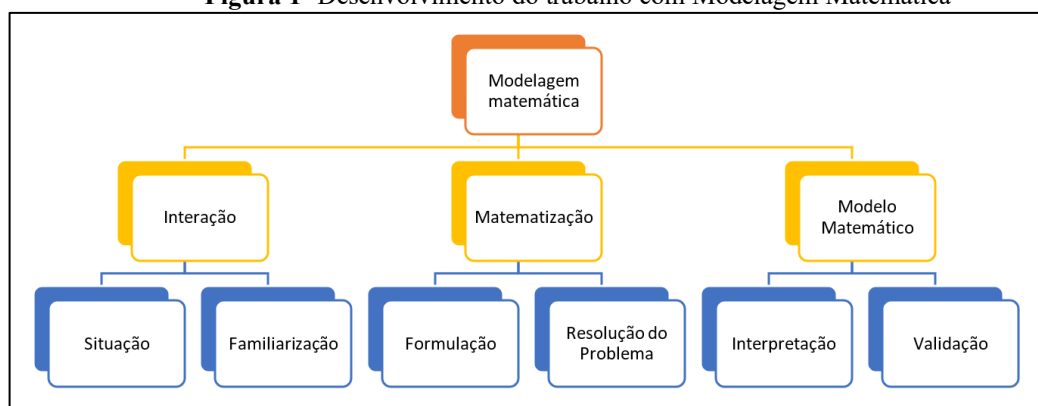 Figura 1- Desenvolvimento do trabalho com Modelagem Matemática
Modelagem
matemática
Interação
Matematização
Modelo
Matemático
Situação
Familiarização
Formulação
Resolução do
Problema
Interpretação
Validação